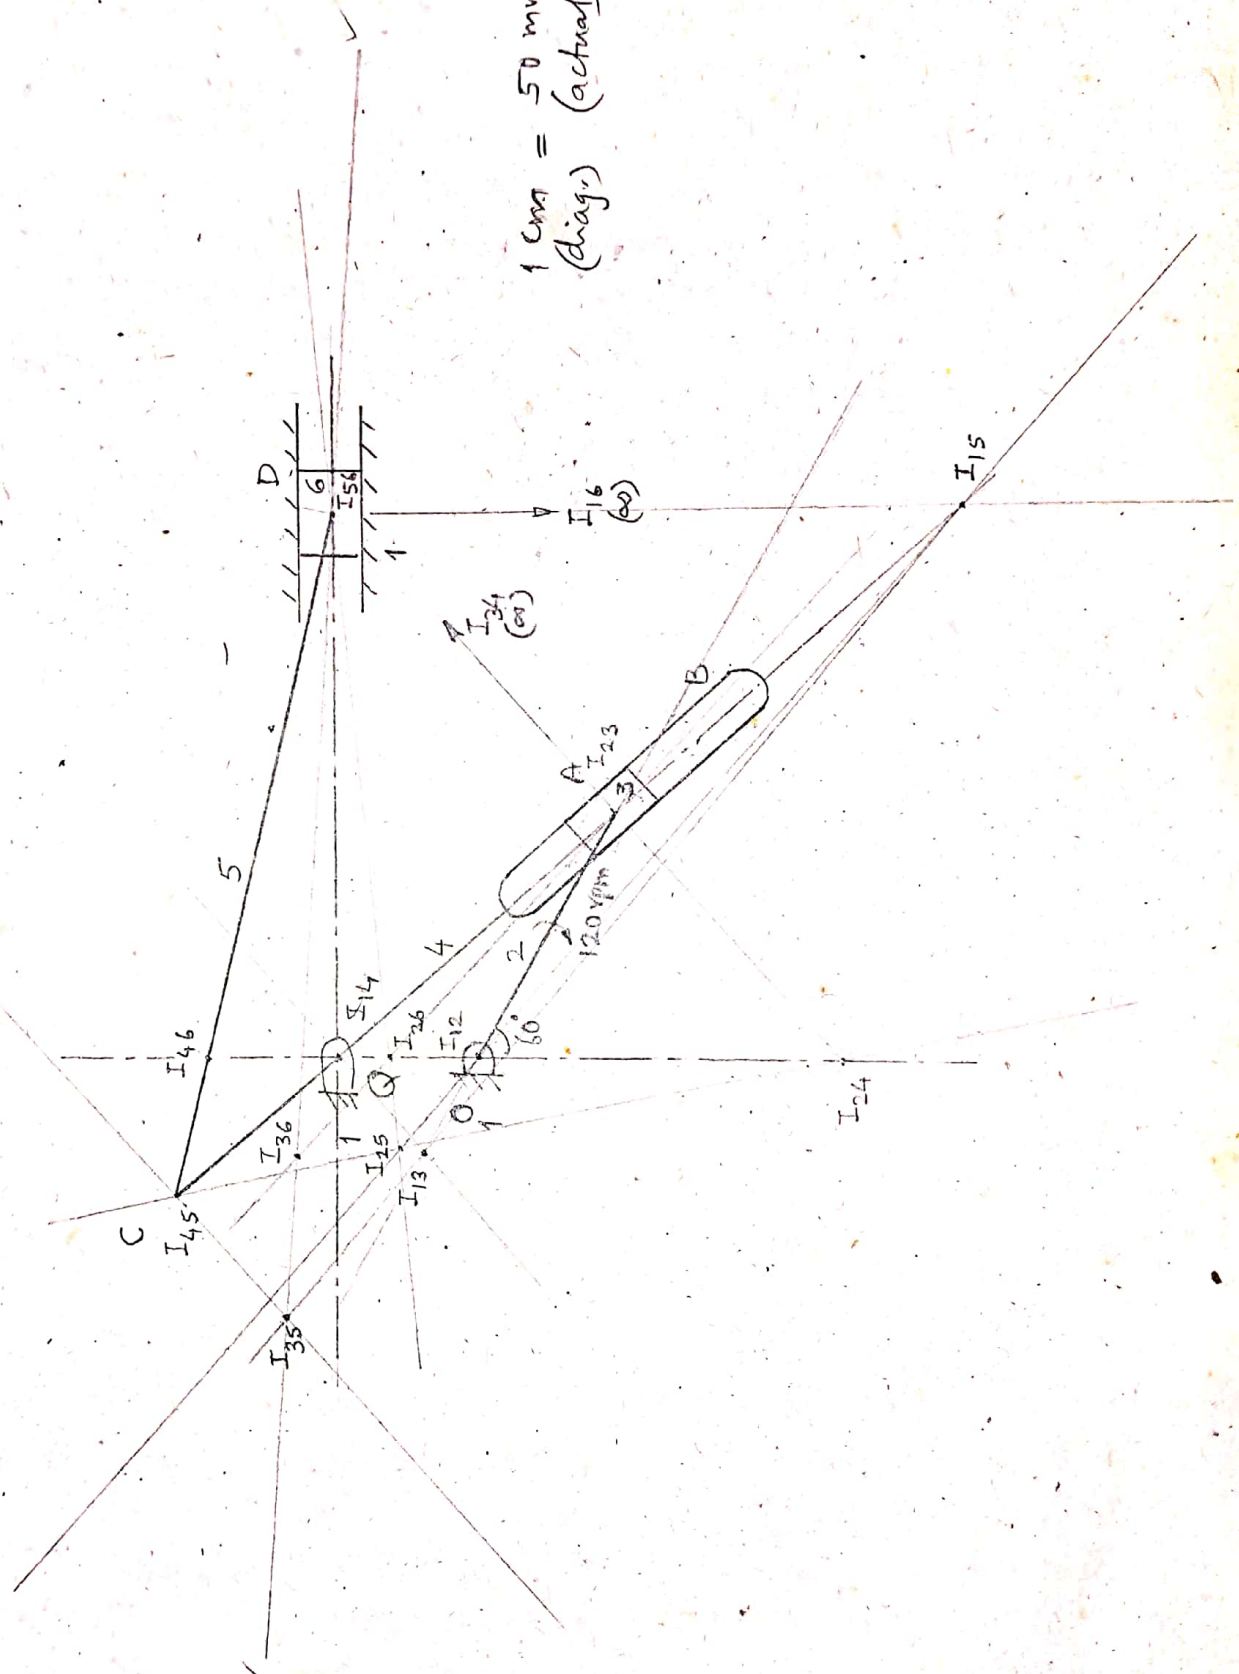 1 cm = 50
(diag.) (actual
D
6
I56
1
I16
(∞)
I15
I34
(∞)
B
A
I23
3
5
4
2
120 rpm
I14
I46
I26
I12
60°
Q
O
1
I24
I36
1
I25
I13
C
I45
I35